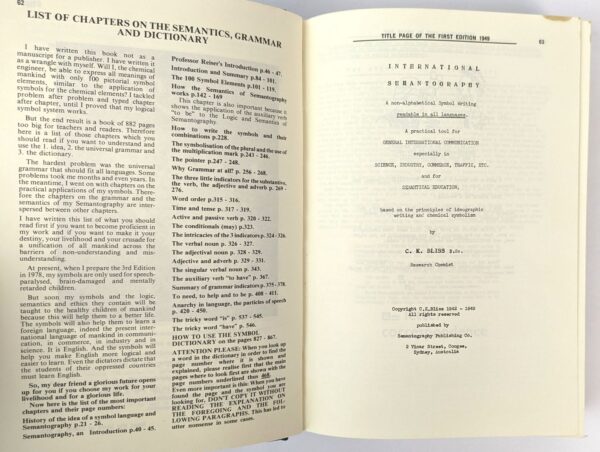 62
LIST OF CHAPTERS ON THE SEMANTICS, GRAMMAR
AND DICTIONARY
I have written this book not as a
manuscript for a publisher. I have written it
as a wrangle with myself. Will I, the chemical
engineer, be able to express all meanings of
mankind with only 100 pictorial symbol
elements, similar to the application of
symbols for the chemical elements? I tackled
problem after problem and typed chapter
after chapter, until I proved that my logical
symbol system works.
But the end result is a book of 882 pages
too big for teachers and readers. Therefore
here is a list of those chapters which you
should read if you want to understand and
use the 1. idea, 2. the universal grammar and
3. the dictionary.
The hardest problem was the universal
grammar that should fit all languages. Some
problems took me months and even years. In
the meantime, I went on with chapters on the
practical applications of my symbols. There-
fore the chapters on the grammar and the
semantics of my Semantography are inter-
spersed between other chapters.
I have written this list of what you should
read first if you want to become proficient in
my work and if you want to make it your
destiny, your livelihood and your crusade for
a unification of all mankind across the
barriers of non-understanding and mis-
understanding.
At present, when I prepare the 3rd Edition
in 1978, my symbols are only used for speech-
paralysed, brain-damaged and mentally
retarded children.
But soon my symbols and the logic,
semantics and ethics they contain will be
taught to the healthy children of mankind
because this will help them to a better life.
The symbols will also help them to learn a
foreign language, indeed the present inter-
national language of mankind in communi-
cation, in commerce, in industry and in
science. It is English. And the symbols will
help you make English more logical and
easier to learn. Even the dictators dictate that
the students of their oppressed countries
must learn English.
So, my dear friend a glorious future opens
up for you if you choose my work for your
livelihood and for a glorious life.
Now here is the list of the most important
chapters and their page numbers:
History of the idea of a symbol language and
Semantography p.21 - 26.
Semantography, an Introduction p.40 - 45.
Professor Reiser's Introduction p.46 - 47.
Introduction and Summary p.84 - 101.
The 100 Symbol Elements p.101 - 119.
How the Semantics of Semantography
works p.142 - 169
This chapter is also important because it
shows the application of the auxiliary verb
"to be" to the Logic and Semantics of
Semantography.
How to write the symbols and their
combinations p.228.
The symbolisation of the plural and the use of
the multiplication mark p.241 - 246.
The pointer p.247 - 248.
Why Grammar at all? p. 256 - 268.
The three little indicators for the substantive,
the verb, the adjective and adverb p. 269 -
276.
Word order p.315 - 316.
Time and tense p.317 - 319.
Active and passive verb p. 320 - 322.
The conditionals (may) p.323.
The intricacies of the 3 indicators p. 324 - 326.
The verbal noun p. 326 - 327.
The adjectival noun p. 328 - 329.
Adjective and adverb p. 329 - 331.
The singular verbal noun p. 343.
The auxiliary verb "to have" p. 367.
Summary of grammar indicators p. 375 - 378.
To need, to help and to be p. 408 - 411.
Anarchy in language, the particles of speech
p. 420 - 450.
The tricky word "is" p. 537 - 545.
The tricky word "have" p. 546.
HOW TO USE THE SYMBOL
DICTIONARY on the pages 827 - 867.
ATTENTION PLEASE: When you look up
a word in the dictionary in order to find the
page number where it is shown and
explained, please realise first that the main
pages where to look first are shown with the
page numbers underlined thus 468.
Even more important is this: When you have
found the page and the symbol you are
looking for, DON'T COPY IT WITHOUT
READING THE EXPLANATION ON
THE FOREGOING AND THE FOL-
LOWING PARAGRAPHS. This has led to
utter nonsense in some cases.
TITLE PAGE OF THE FIRST EDITION 1949
63
INTERNATIONAL
SEMANTOGRAPHY
A non-alphabetical Symbol Writing
readable in all languages.
A practical tool for
GENERAL INTERNATIONAL COMMUNICATION
especially in
SCIENCE, INDUSTRY, COMMERCE, TRAFFIC, ETC.
and for
SEMANTICAL EDUCATION,
based on the principles of ideographic
writing and chemical symbolism
by
C. K. BLISS B.Sc.
Research Chemist
Copyright C.K.Bliss 1942 - 1949
All rights reserved
published by
Semantography Publishing Co.
2 Vicar Street, Coogee,
Sydney, Australia